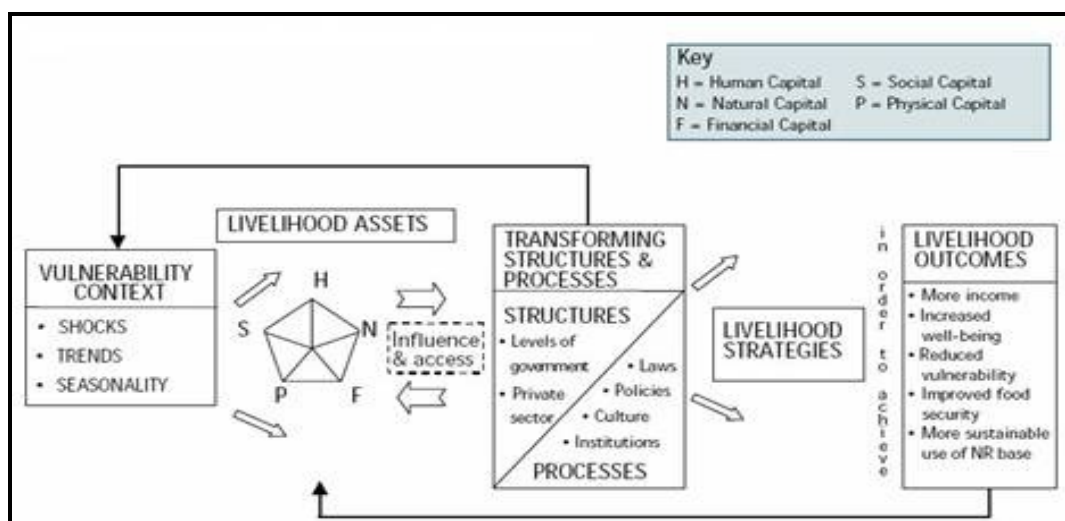 Key
H = Human Capital
S = Social Capital
N = Natural Capital
P = Physical Capital
F = Financial Capital
LIVELIHOOD ASSETS
VULNERABILITY
CONTEXT
• SHOCKS
• TRENDS
• SEASONALITY
H
S
N
P
F
Influence
& access
TRANSFORMING
STRUCTURES &
PROCESSES
STRUCTURES
• Levels of
government
• Private
sector
• Laws
• Policies
• Culture
• Institutions
PROCESSES
LIVELIHOOD
STRATEGIES
in order to achieve
LIVELIHOOD
OUTCOMES
• More income
• Increased
well-being
• Reduced
vulnerability
• Improved food
security
• More sustainable
use of NR base